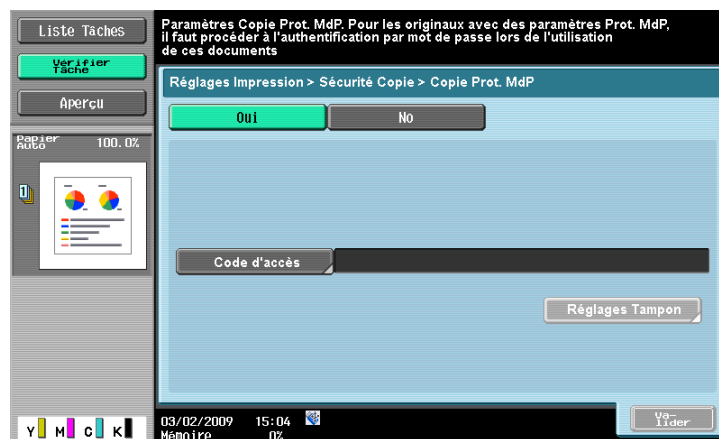 Liste Tâches
Vérifier
Tâche
Aperçu
Papier
Auto 100.0%
1
Y M C K
Paramètres Copie Prot. MdP. Pour les originaux avec des paramètres Prot. MdP,
il faut procéder à l'authentification par mot de passe lors de l'utilisation
de ces documents
Réglages Impression > Sécurité Copie > Copie Prot. MdP
Oui No
Code d'accès
Réglages Tampon
03/02/2009 15:04
Mémoire 0%
Va-
lider